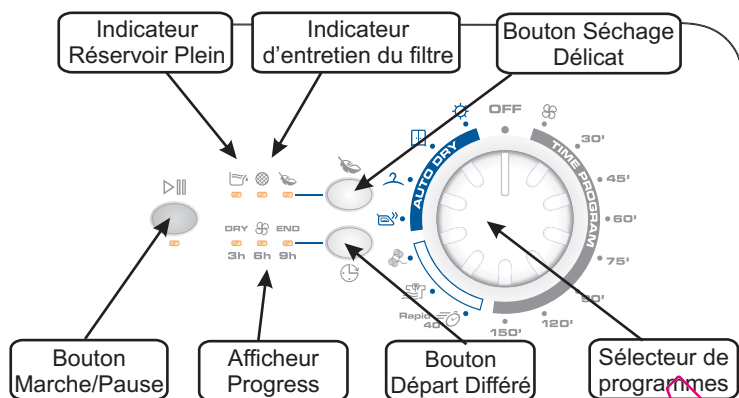 Indicateur
Réservoir Plein
Indicateur
d'entretien du filtre
Bouton Séchage
Délicat
OFF
30'
45'
60'
75'
90'
120'
150'
AUTO DRY
TIME PROGRAM
DRY END
3h 6h 9h
Rapid
40'
Bouton
Marche/Pause
Afficheur
Progress
Bouton
Départ Différé
Sélecteur de
programmes